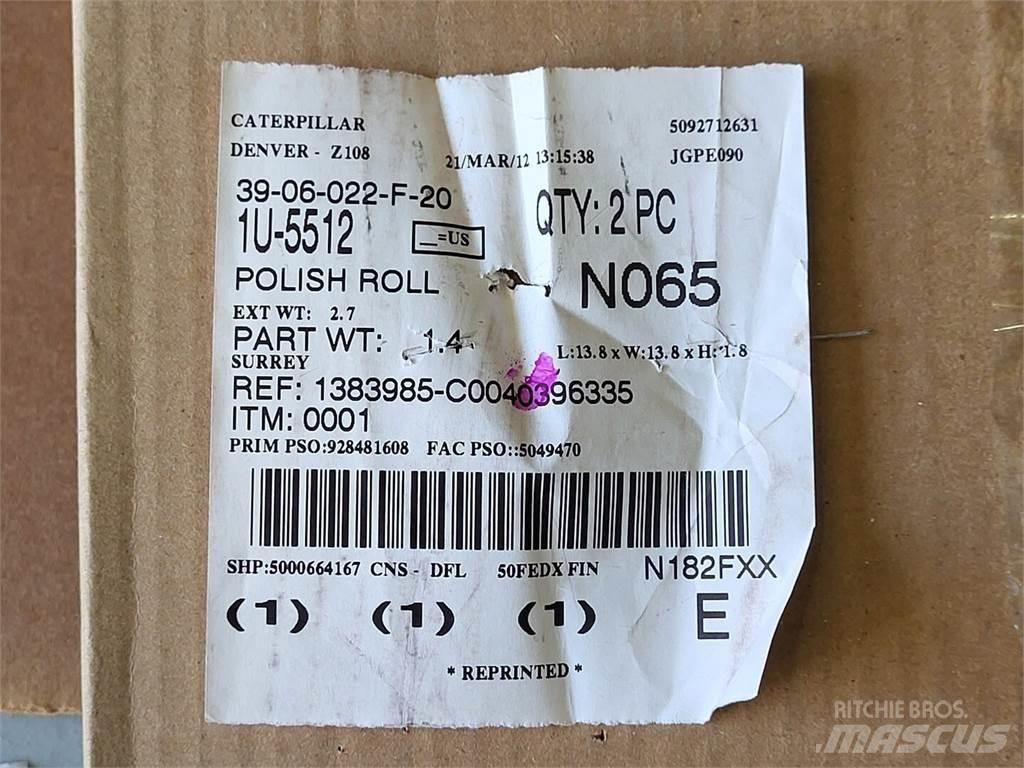 CATERPILLAR 5092712631
DENVER - Z108 21/MAR/12 13:15:38 JGPE090
39-06-022-F-20
1U-5512 __=US QTY: 2 PC
POLISH ROLL N065
EXT WT: 2.7
PART WT: 1.4 L:13.8 x W:13.8 x H:1.8
SURREY
REF: 1383985-C0040396335
ITM: 0001
PRIM PSO:928481608 FAC PSO::5049470
SHP:5000664167 CNS - DFL 50FEDX FIN N182FXX
(1) (1) (1) E
* REPRINTED *
RITCHIE BROS.
MASCUS